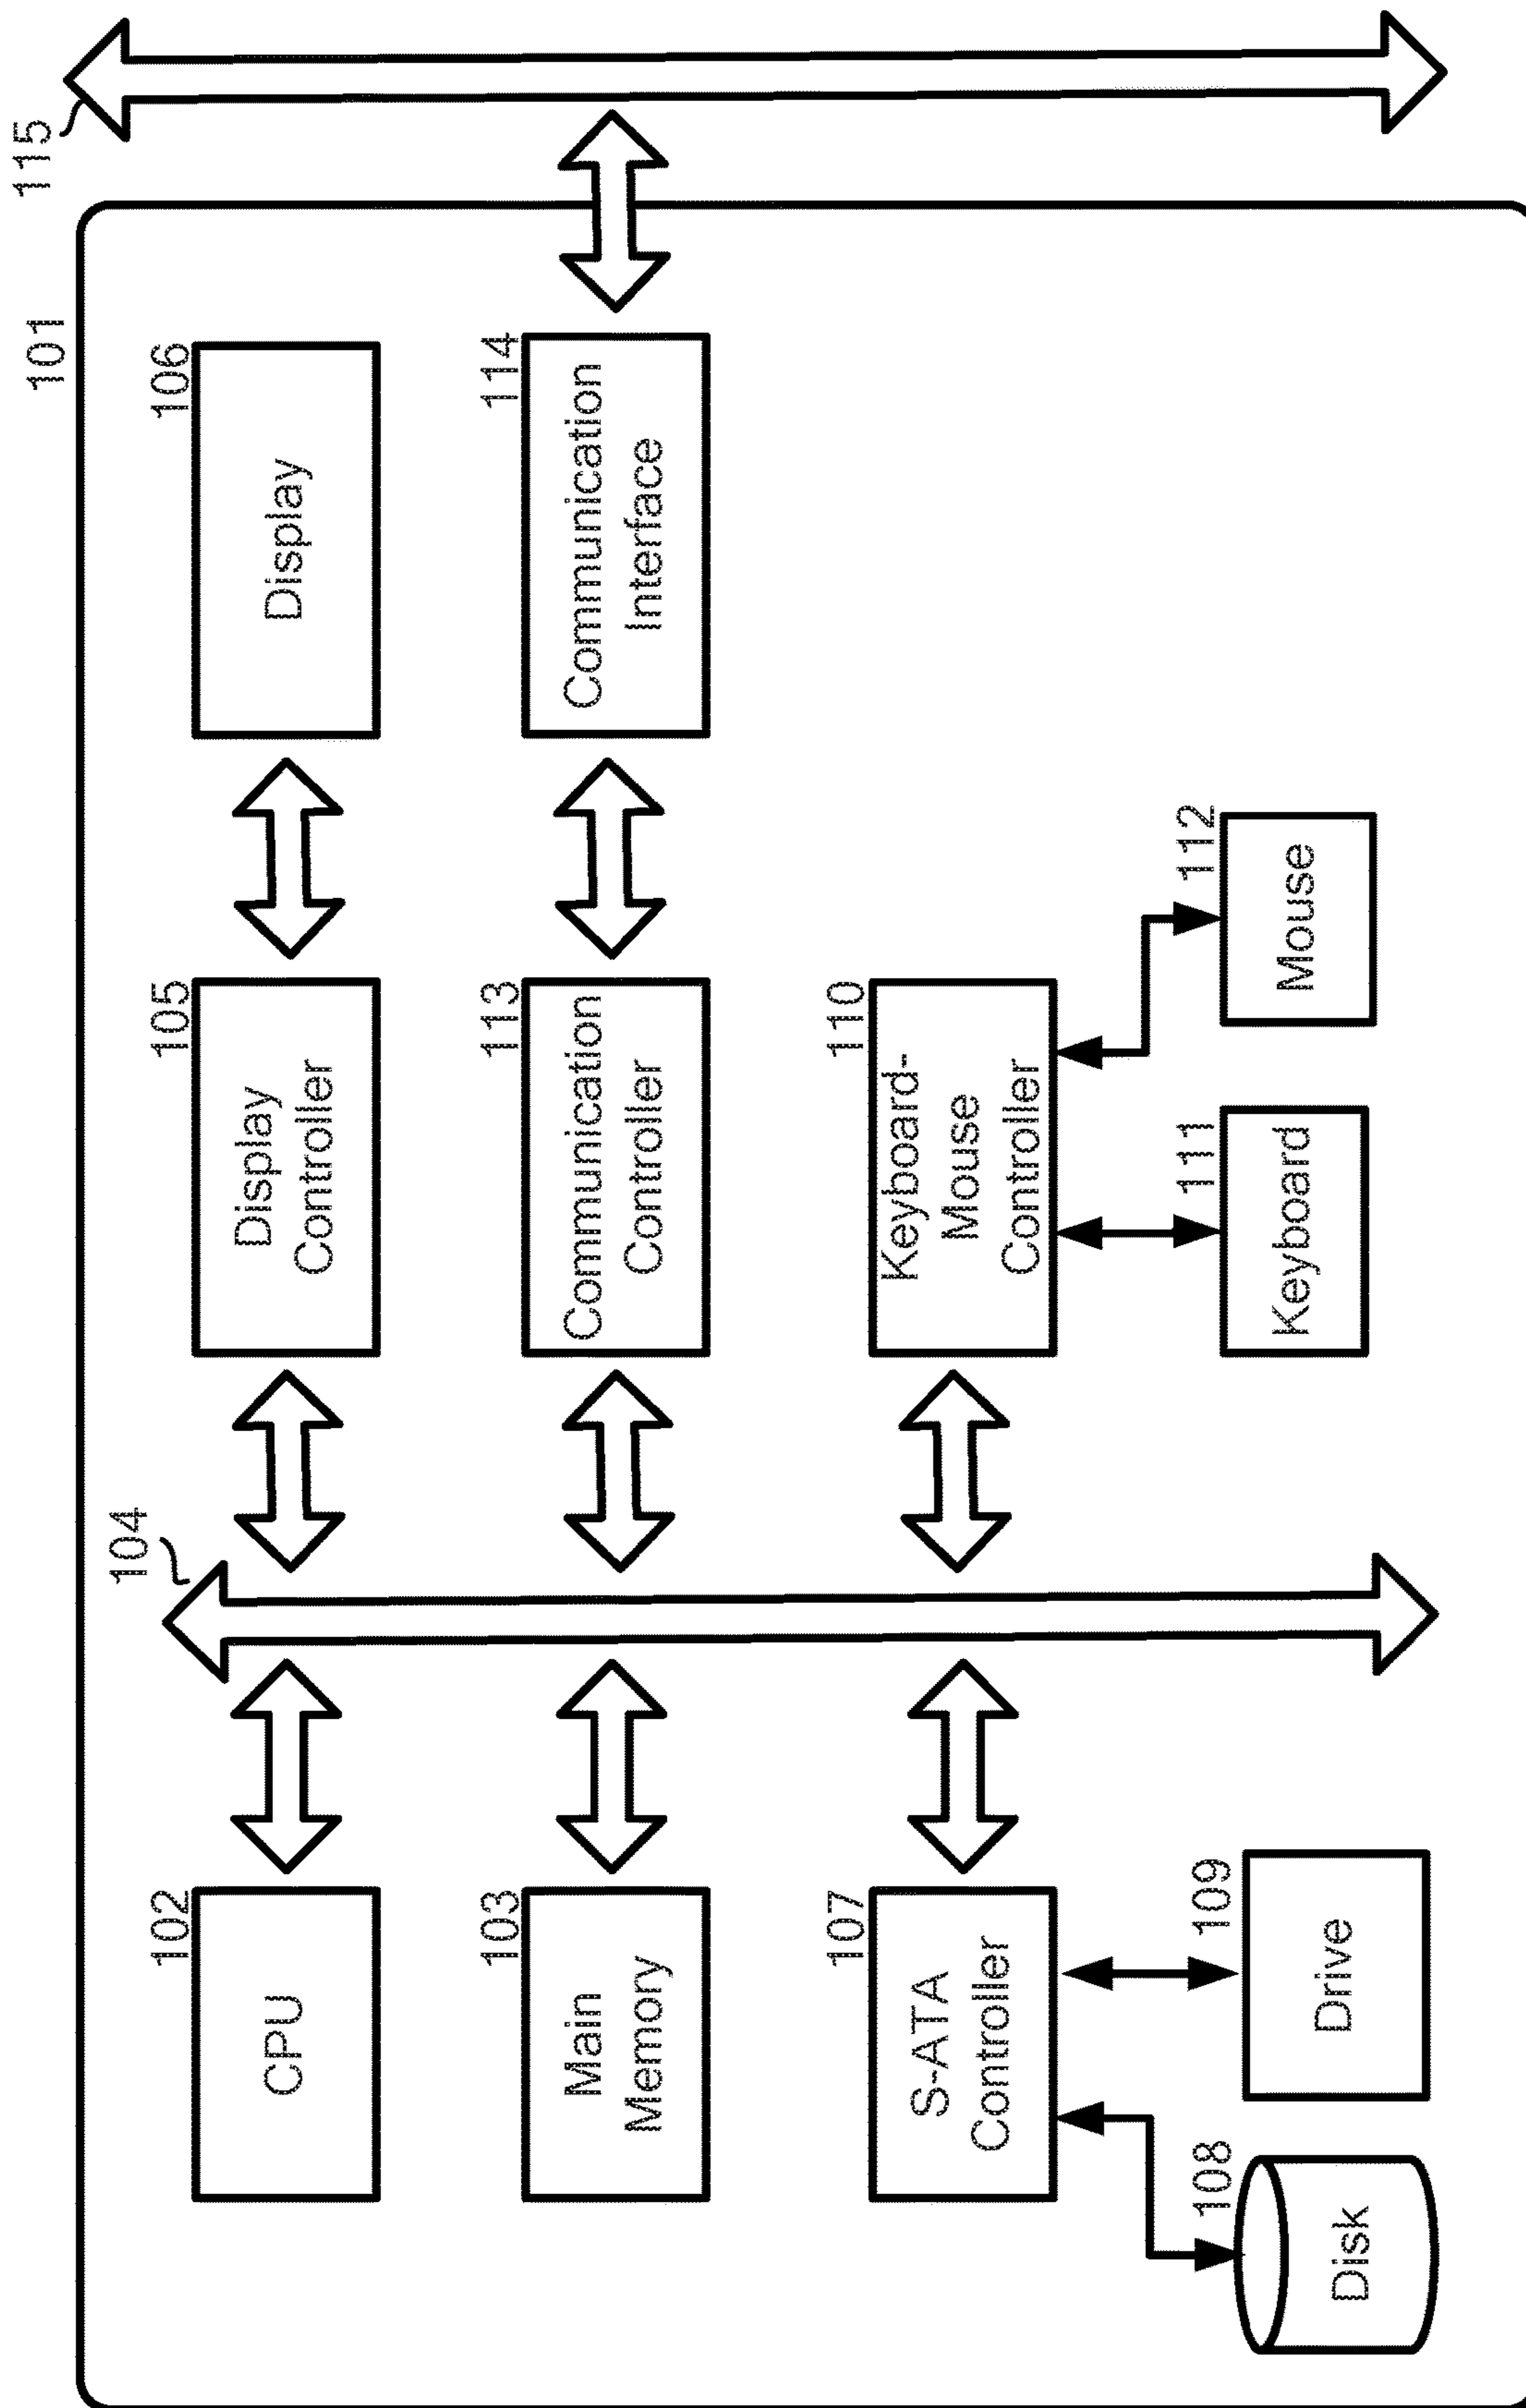 101
115
102
CPU
104
105
Display
Controller
106
Display
103
Main
Memory
113
Communication
Controller
114
Communication
Interface
107
S-ATA
Controller
110
Keyboard-
Mouse
Controller
108
Disk
109
Drive
111
Keyboard
112
Mouse